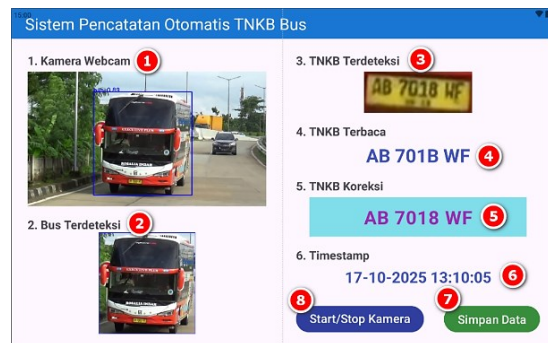 15:00
Sistem Pencatatan Otomatis TNKB Bus
1. Kamera Webcam
1
2. Bus Terdeteksi
2
3. TNKB Terdeteksi
3
AB 7018 WF
4. TNKB Terbaca
AB 701B WF
4
5. TNKB Koreksi
AB 7018 WF
5
6. Timestamp
17-10-2025 13:10:05
6
8
Start/Stop Kamera
7
Simpan Data